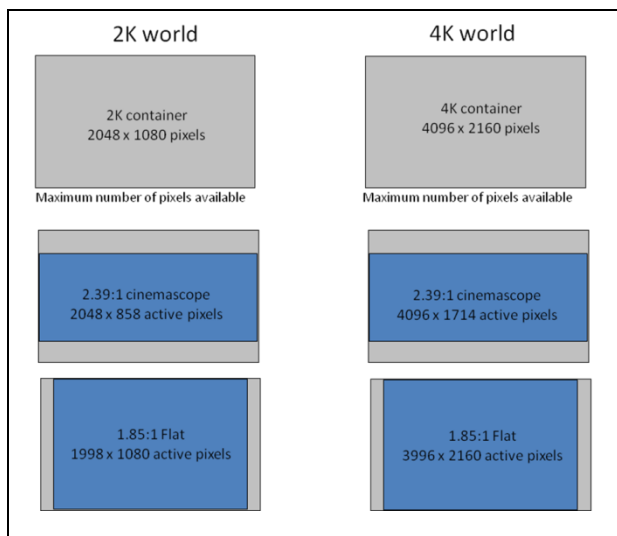 2K world
4K world
2K container
2048 x 1080 pixels
4K container
4096 x 2160 pixels
Maximum number of pixels available
Maximum number of pixels available
2.39:1 cinemascope
2048 x 858 active pixels
2.39:1 cinemascope
4096 x 1714 active pixels
1.85:1 Flat
1998 x 1080 active pixels
1.85:1 Flat
3996 x 2160 active pixels